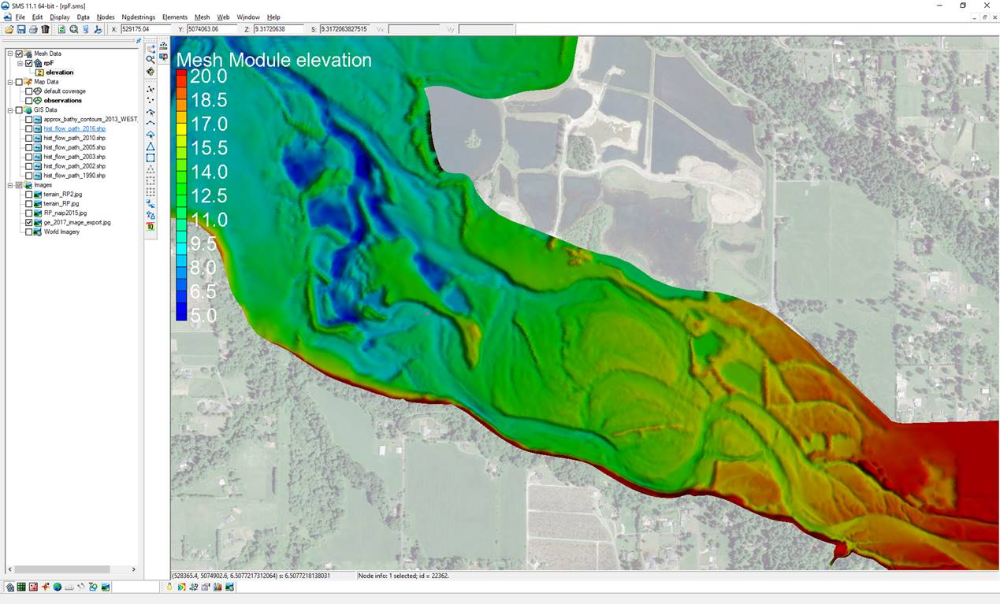 SMS 11.1 64-bit - [rpF.sms]
File Edit Display Data Nodes Nodestrings Elements Mesh Web Window Help
X: 529175.04 Y: 5074063.06 Z: 9.31720638 S: 9.3172063827515 Vx: Vy:
Mesh Data
rpF
elevation
Map Data
default coverage
observations
GIS Data
approx_bathy_contours_2013_WEST_
hist_flow_path_2016.shp
hist_flow_path_2010.shp
hist_flow_path_2005.shp
hist_flow_path_2003.shp
hist_flow_path_2002.shp
hist_flow_path_1990.shp
Images
terrain_RP2.jpg
terrain_RP.jpg
RP_naip2015.jpg
ge_2017_image_export.jpg
World Imagery
Mesh Module elevation
20.0
18.5
17.0
15.5
14.0
12.5
11.0
9.5
8.0
6.5
5.0
(528365.4, 5074902.6, 6.5077217312064) s: 6.5077218138031 Node info: 1 selected; id = 22362.